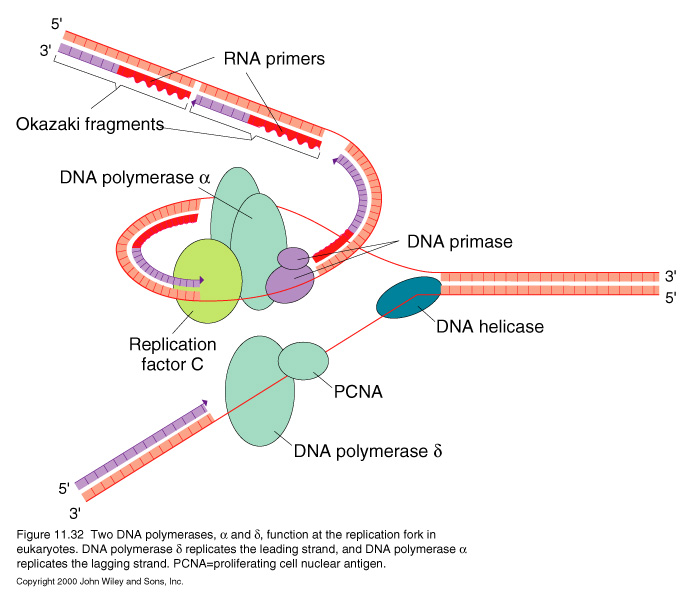 5'
3'
RNA primers
Okazaki fragments
DNA polymerase α
DNA primase
3'
5'
DNA helicase
Replication
factor C
PCNA
DNA polymerase δ
5'
3'
Figure 11.32 Two DNA polymerases, α and δ, function at the replication fork in
eukaryotes. DNA polymerase δ replicates the leading strand, and DNA polymerase α
replicates the lagging strand. PCNA=proliferating cell nuclear antigen.
Copyright 2000 John Wiley and Sons, Inc.